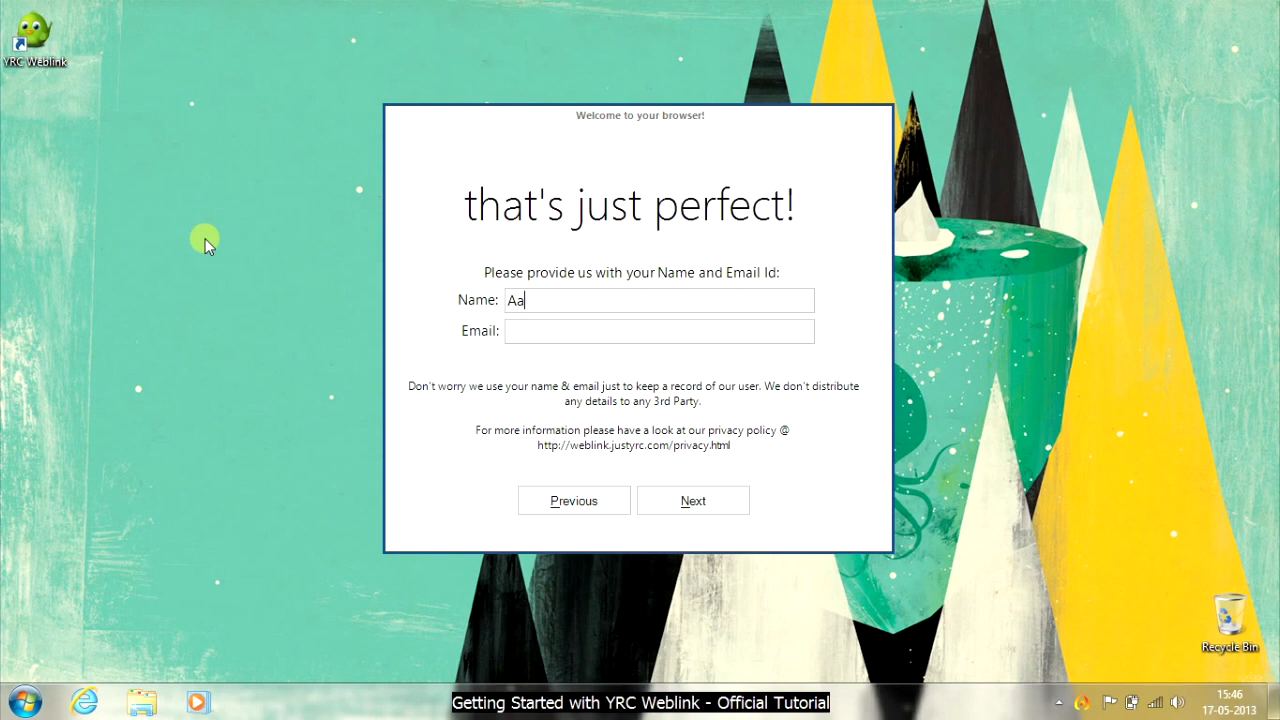 YRC Weblink
Welcome to your browser!
that's just perfect!
Please provide us with your Name and Email Id:
Name: Aa
Email:
Don't worry we use your name & email just to keep a record of our user. We don't distribute
any details to any 3rd Party.
For more information please have a look at our privacy policy @
http://weblink.justyrc.com/privacy.html
Previous Next
Recycle Bin
Getting Started with YRC Weblink - Official Tutorial
15:46
17-05-2013